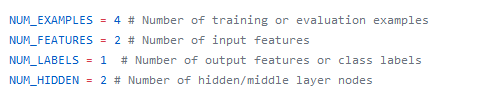 NUM_EXAMPLES = 4 # Number of training or evaluation examples
NUM_FEATURES = 2 # Number of input features
NUM_LABELS = 1  # Number of output features or class labels
NUM_HIDDEN = 2 # Number of hidden/middle layer nodes